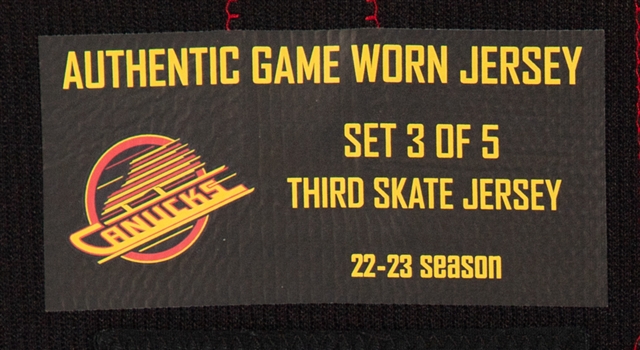 AUTHENTIC GAME WORN JERSEY
SET 3 OF 5
THIRD SKATE JERSEY
CANUCKS
22-23 season